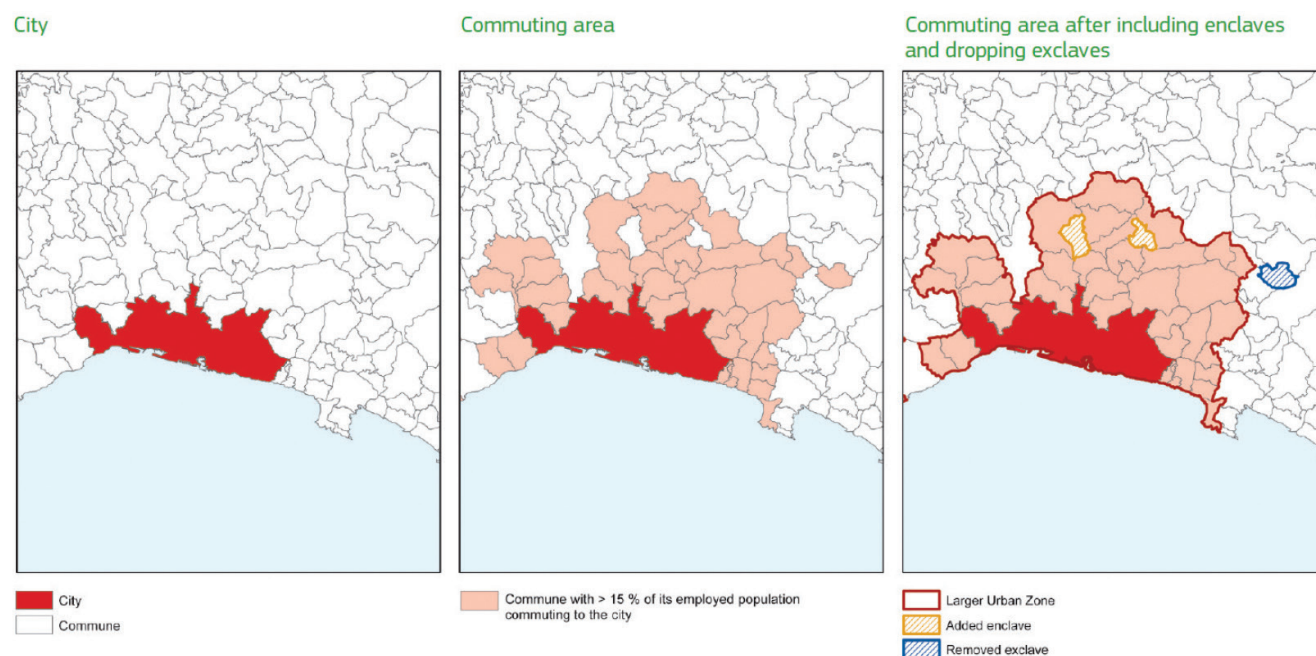 City
Commuting area
Commuting area after including enclaves
and dropping exclaves
City
Commune
Commune with > 15 % of its employed population
commuting to the city
Larger Urban Zone
Added enclave
Removed exclave